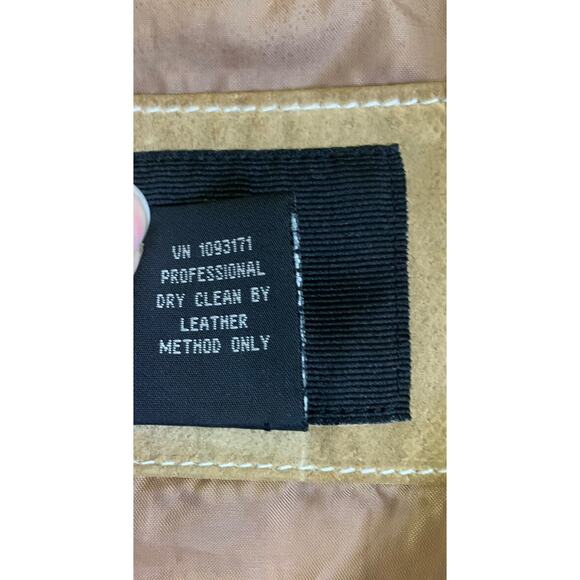 VN 1093171
PROFESSIONAL
DRY CLEAN BY
LEATHER
METHOD ONLY